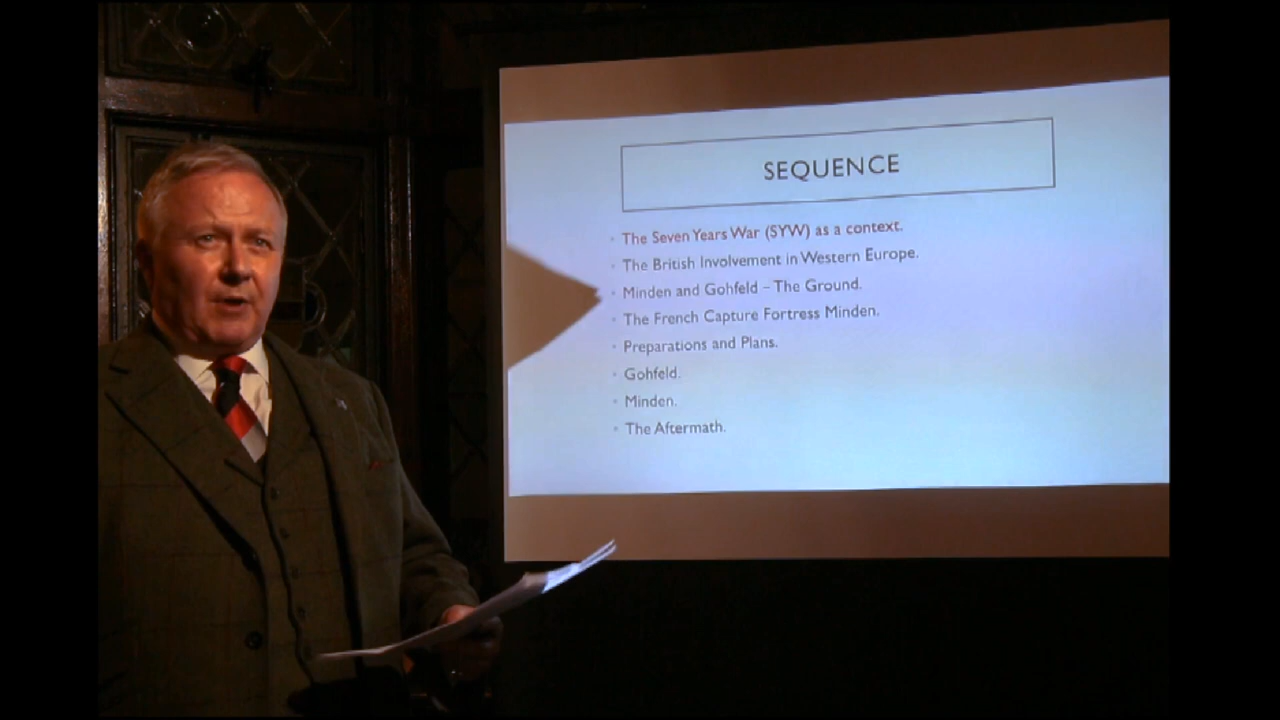 SEQUENCE
The Seven Years War (SYW) as a context.
The British Involvement in Western Europe.
Minden and Gohfeld – The Ground.
The French Capture Fortress Minden.
Preparations and Plans.
Gohfeld.
Minden.
The Aftermath.